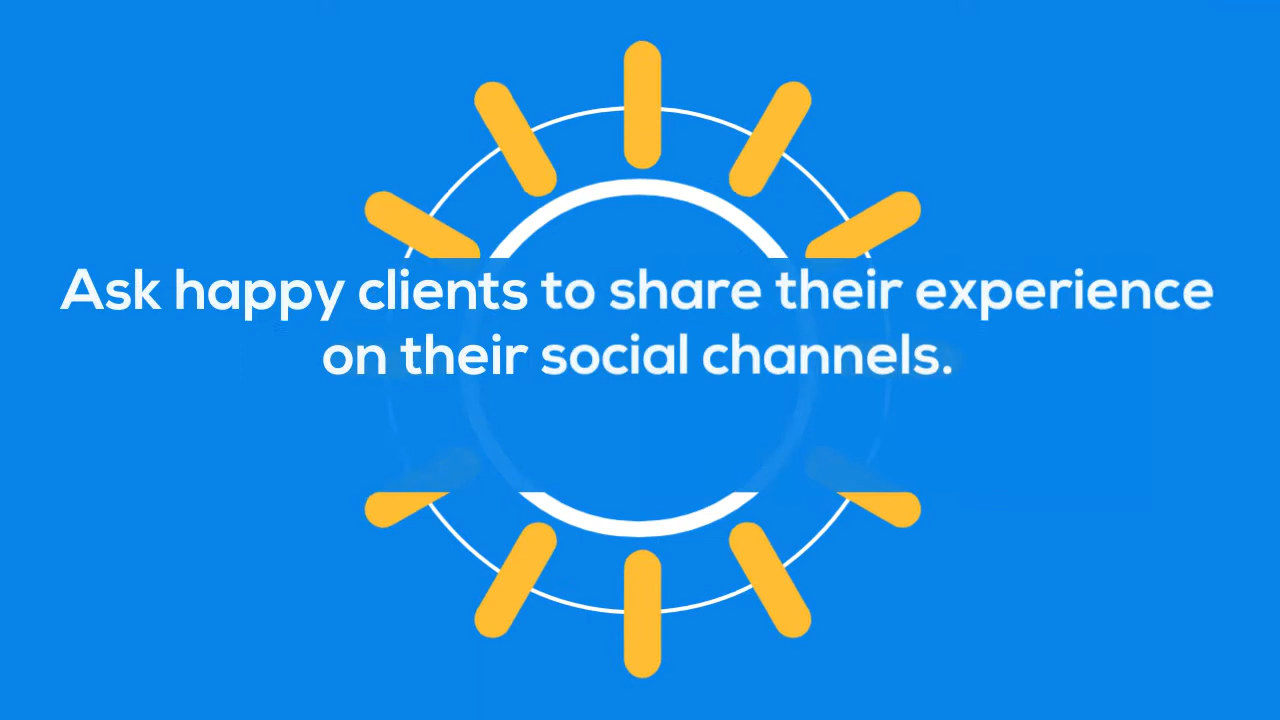 Ask happy clients to share their experience
on their social channels.